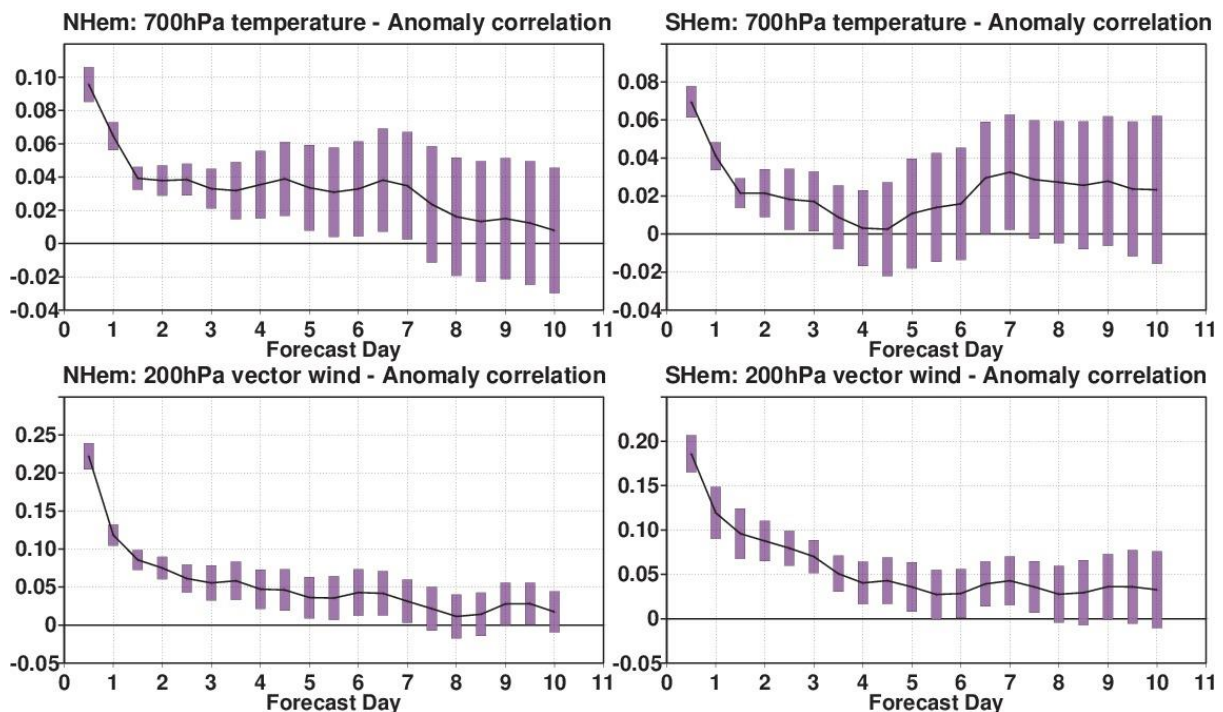 NHem: 700hPa temperature - Anomaly correlation
0.10
0.08
0.06
0.04
0.02
0
-0.02
-0.04
0 1 2 3 4 5 6 7 8 9 10 11
Forecast Day
SHem: 700hPa temperature - Anomaly correlation
0.08
0.06
0.04
0.02
0
-0.02
-0.04
0 1 2 3 4 5 6 7 8 9 10 11
Forecast Day
NHem: 200hPa vector wind - Anomaly correlation
0.25
0.20
0.15
0.10
0.05
0
-0.05
0 1 2 3 4 5 6 7 8 9 10 11
Forecast Day
SHem: 200hPa vector wind - Anomaly correlation
0.20
0.15
0.10
0.05
0
-0.05
0 1 2 3 4 5 6 7 8 9 10 11
Forecast Day